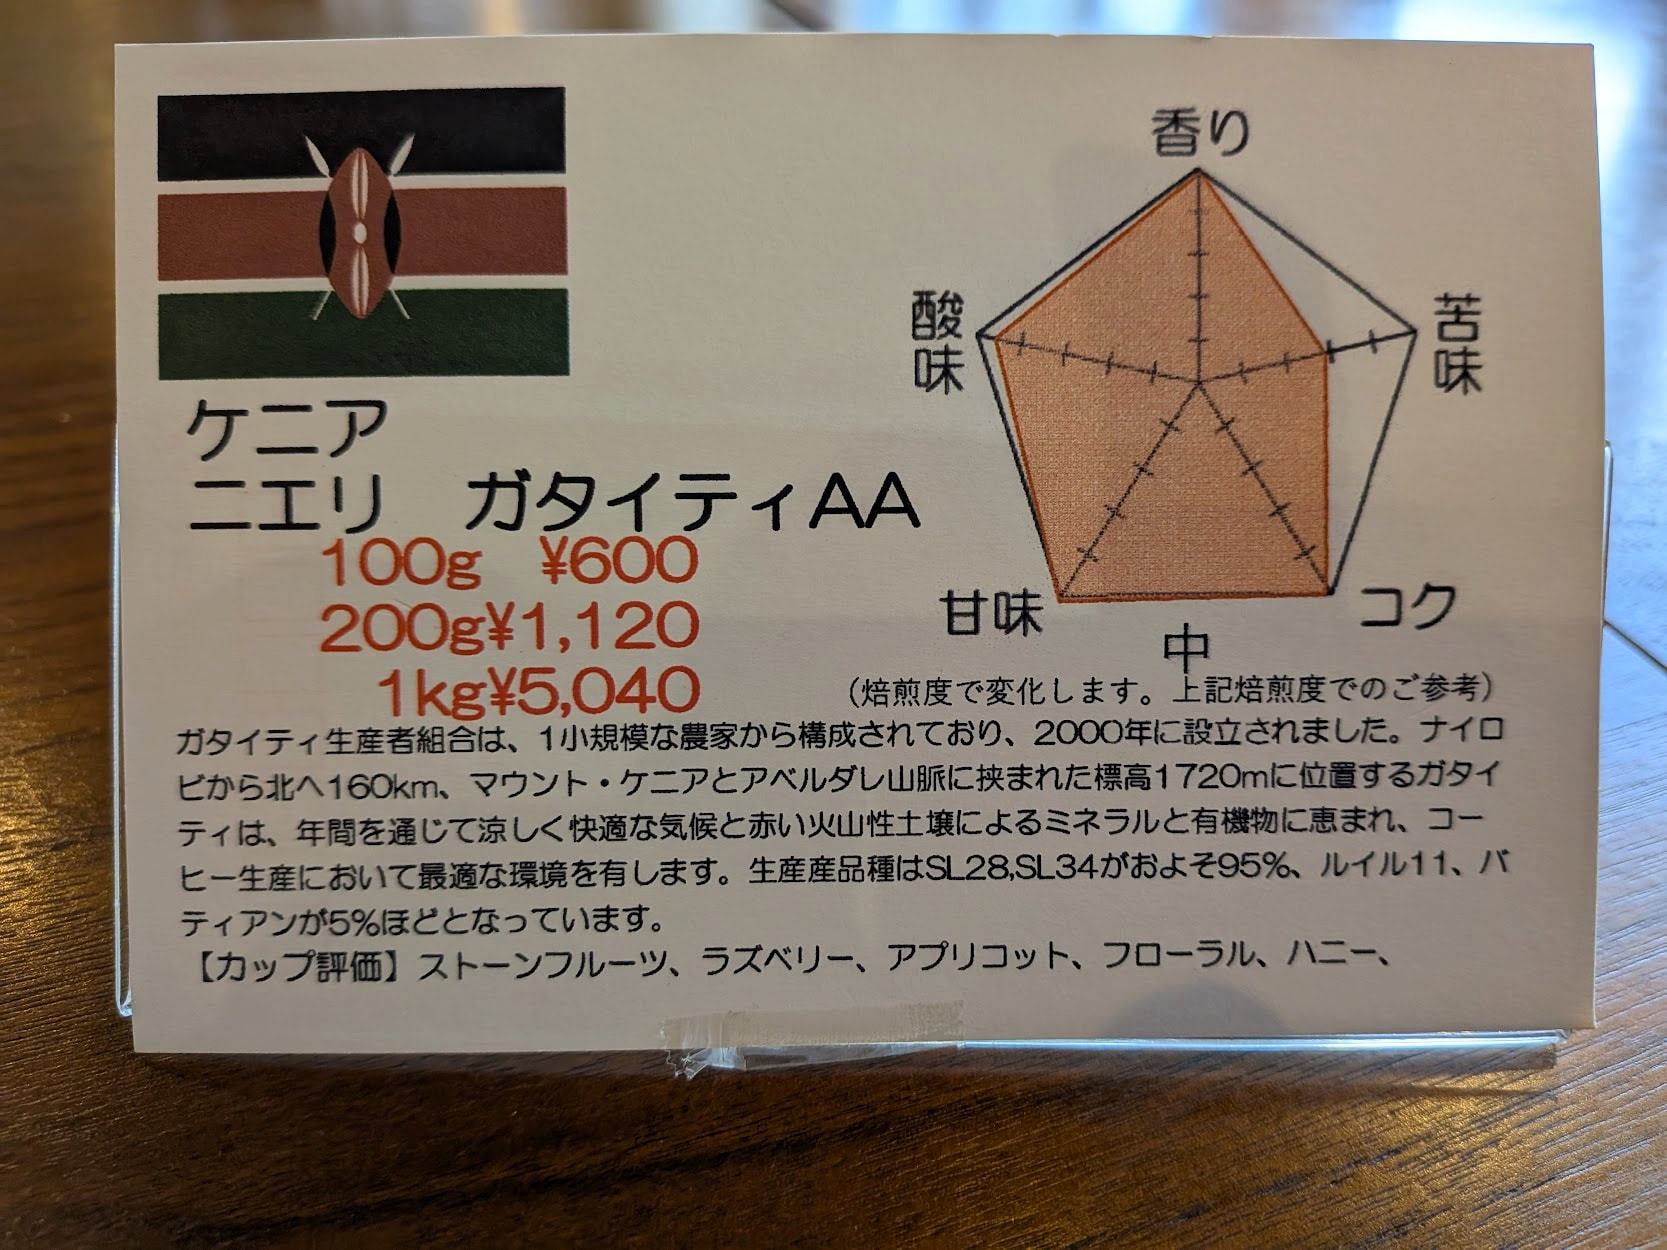 香り
酸味
苦味
甘味
コク
中
(焙煎度で変化します。上記焙煎度でのご参考)
ケニア
ニエリ　ガタイティAA
100g　¥600
200g¥1,120
1kg¥5,040
ガタイティ生産者組合は、1小規模な農家から構成されており、2000年に設立されました。ナイロ
ビから北へ160km、マウント・ケニアとアベルダレ山脈に挟まれた標高1720mに位置するガタイ
ティは、年間を通じて涼しく快適な気候と赤い火山性土壌によるミネラルと有機物に恵まれ、コー
ヒー生産において最適な環境を有します。生産産品種はSL28,SL34がおよそ95%、ルイル11、バ
ティアンが5%ほどとなっています。
【カップ評価】ストーンフルーツ、ラズベリー、アプリコット、フローラル、ハニー、